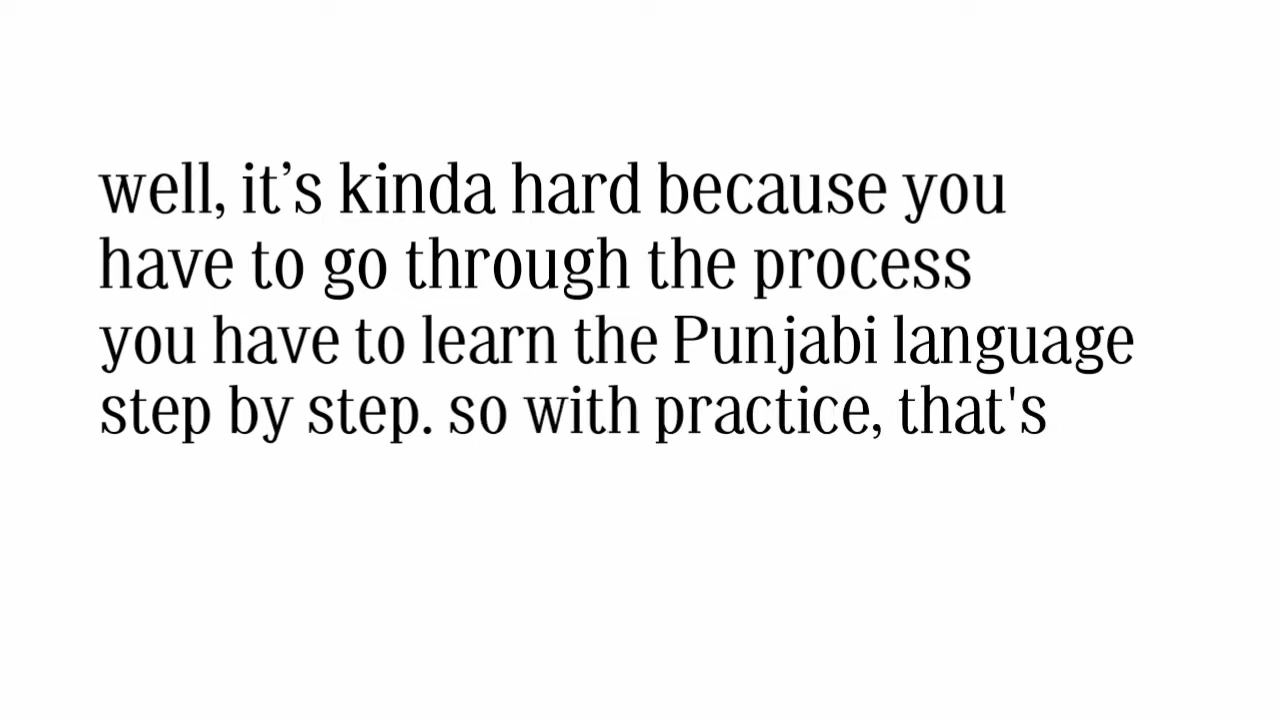 well, it’s kinda hard because you
have to go through the process
you have to learn the Punjabi language
step by step. so with practice, that's